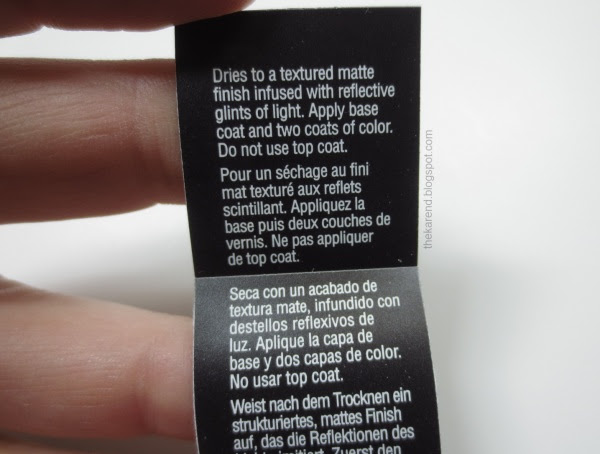 Dries to a textured matte
finish infused with reflective
glints of light. Apply base
coat and two coats of color.
Do not use top coat.
Pour un séchage au fini
mat texturé aux reflets
scintillant. Appliquez la
base puis deux couches de
vernis. Ne pas appliquer
de top coat.
Seca con un acabado de
textura mate, infundido con
destellos reflexivos de
luz. Aplique la capa de
base y dos capas de color.
No usar top coat.
Weist nach dem Trocknen ein
strukturiertes, mattes Finish
auf, das die Reflektionen des
Zuerst den
thekarend.blogspot.com